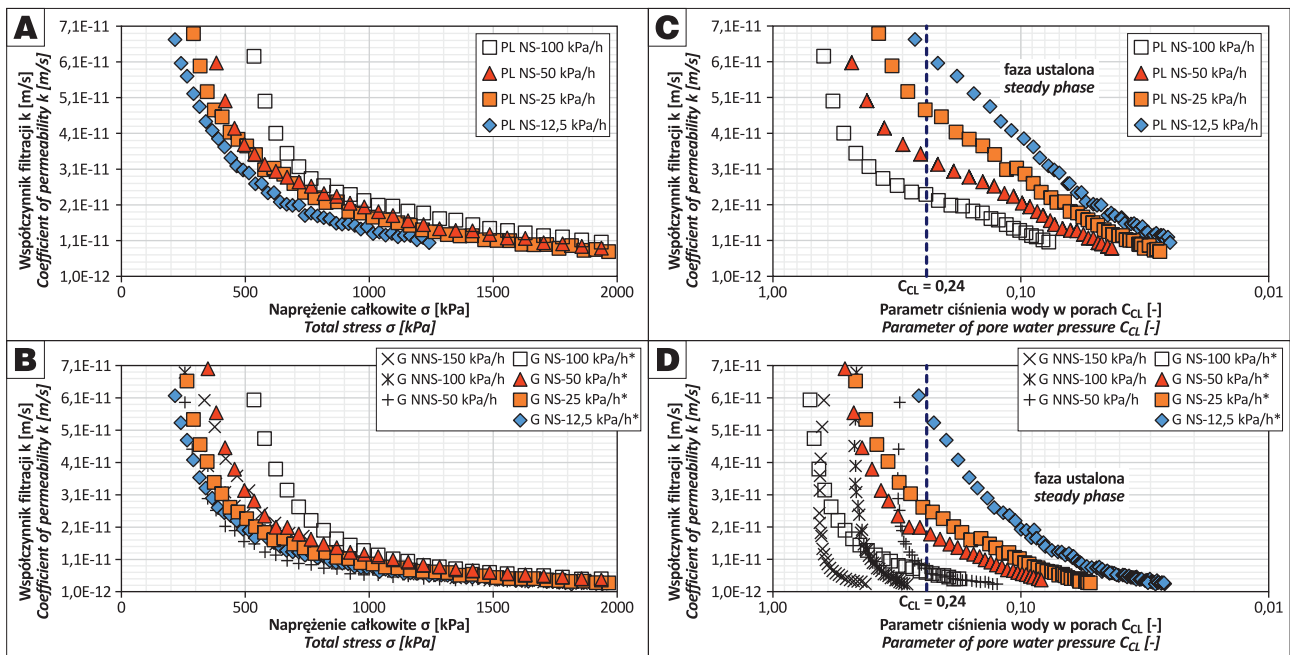 A
Współczynnik filtracji k [m/s]
Coefficient of permeability k [m/s]
7,1E-11
6,1E-11
5,1E-11
4,1E-11
3,1E-11
2,1E-11
1,1E-11
1,0E-12
PL NS-100 kPa/h
PL NS-50 kPa/h
PL NS-25 kPa/h
PL NS-12,5 kPa/h
0 500 1000 1500 2000
Naprężenie całkowite σ [kPa]
Total stress σ [kPa]
C
Współczynnik filtracji k [m/s]
Coefficient of permeability k [m/s]
7,1E-11
6,1E-11
5,1E-11
4,1E-11
3,1E-11
2,1E-11
1,1E-11
1,0E-12
faza ustalona
steady phase
PL NS-100 kPa/h
PL NS-50 kPa/h
PL NS-25 kPa/h
PL NS-12,5 kPa/h
1,00 0,10 0,01
C_CL = 0,24
Parametr ciśnienia wody w porach C_CL [-]
Parameter of pore water pressure C_CL [-]
B
Współczynnik filtracji k [m/s]
Coefficient of permeability k [m/s]
7,1E-11
6,1E-11
5,1E-11
4,1E-11
3,1E-11
2,1E-11
1,1E-11
1,0E-12
G NNS-150 kPa/h G NS-100 kPa/h*
G NNS-100 kPa/h G NS-50 kPa/h*
G NNS-50 kPa/h G NS-25 kPa/h*
G NS-12,5 kPa/h*
0 500 1000 1500 2000
Naprężenie całkowite σ [kPa]
Total stress σ [kPa]
D
Współczynnik filtracji k [m/s]
Coefficient of permeability k [m/s]
7,1E-11
6,1E-11
5,1E-11
4,1E-11
3,1E-11
2,1E-11
1,1E-11
1,0E-12
G NNS-150 kPa/h G NS-100 kPa/h*
G NNS-100 kPa/h G NS-50 kPa/h*
G NNS-50 kPa/h G NS-25 kPa/h*
G NS-12,5 kPa/h*
faza ustalona
steady phase
1,00 0,10 0,01
C_CL = 0,24
Parametr ciśnienia wody w porach C_CL [-]
Parameter of pore water pressure C_CL [-]